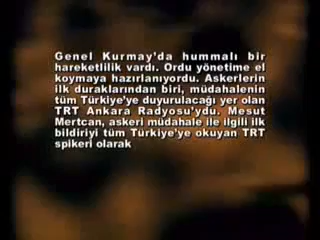 Genel Kurmay'da hummalı bir
hareketlilik vardı. Ordu yönetime el
koymaya hazırlanıyordu. Askerlerin
ilk duraklarından biri, müdahalenin
tüm Türkiye'ye duyurulacağı yer olan
TRT Ankara Radyosu'ydu. Mesut
Mertcan, askeri müdahale ile ilgili ilk
bildiriyi tüm Türkiye'ye okuyan TRT
spikeri olarak